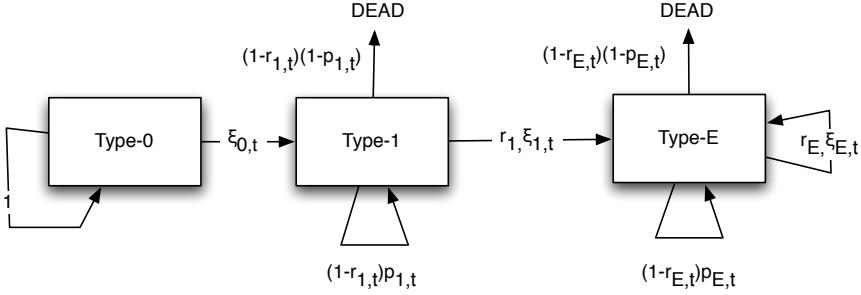 DEAD
DEAD
(1-r1,t)(1-p1,t)
(1-rE,t)(1-pE,t)
Type-0
ξ0,t
Type-1
r1,ξ1,t
Type-E
rE,ξE,t
1
(1-r1,t)p1,t
(1-rE,t)pE,t